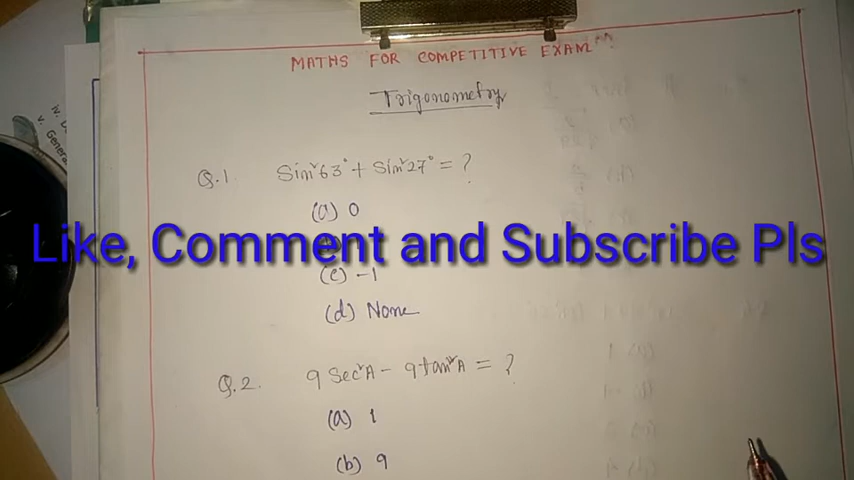 MATHS FOR COMPETITIVE EXAM
Trigonometry
Q.1. Sin²63° + Sin²27° = ?
(a) 0
Like, Comment and Subscribe Pls
(c) -1
(d) None
Q.2. 9 Sec²A - 9 tan²A = ?
(a) 1
(b) 9